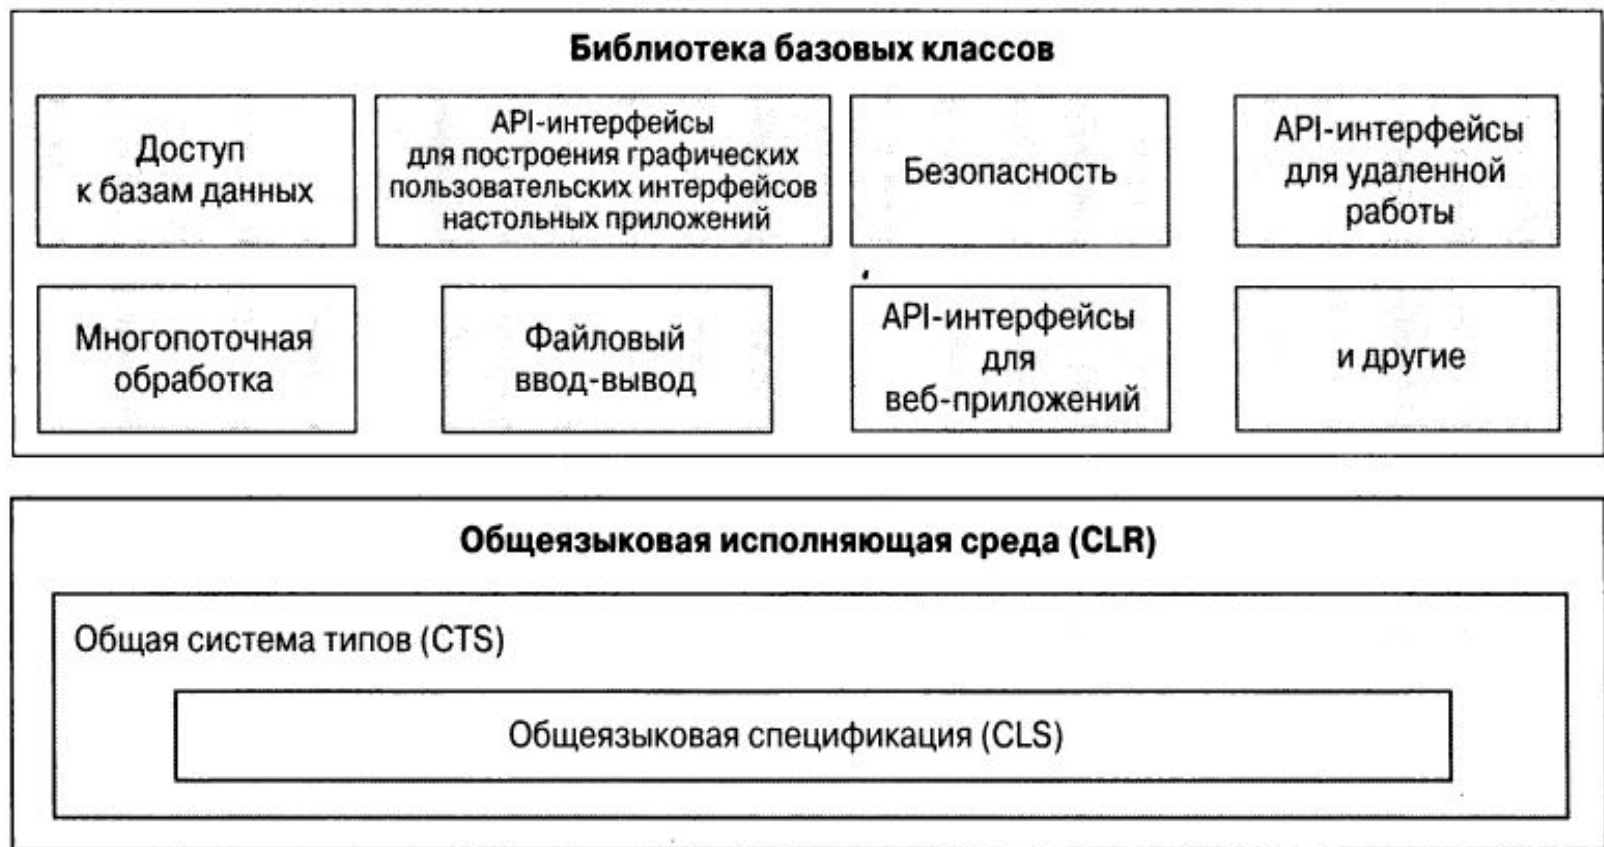 Библиотека базовых классов
Доступ
к базам данных
API-интерфейсы
для построения графических
пользовательских интерфейсов
настольных приложений
Безопасность
API-интерфейсы
для удаленной
работы
Многопоточная
обработка
Файловый
ввод-вывод
API-интерфейсы
для
веб-приложений
и другие
Общеязыковая исполняющая среда (CLR)
Общая система типов (CTS)
Общеязыковая спецификация (CLS)